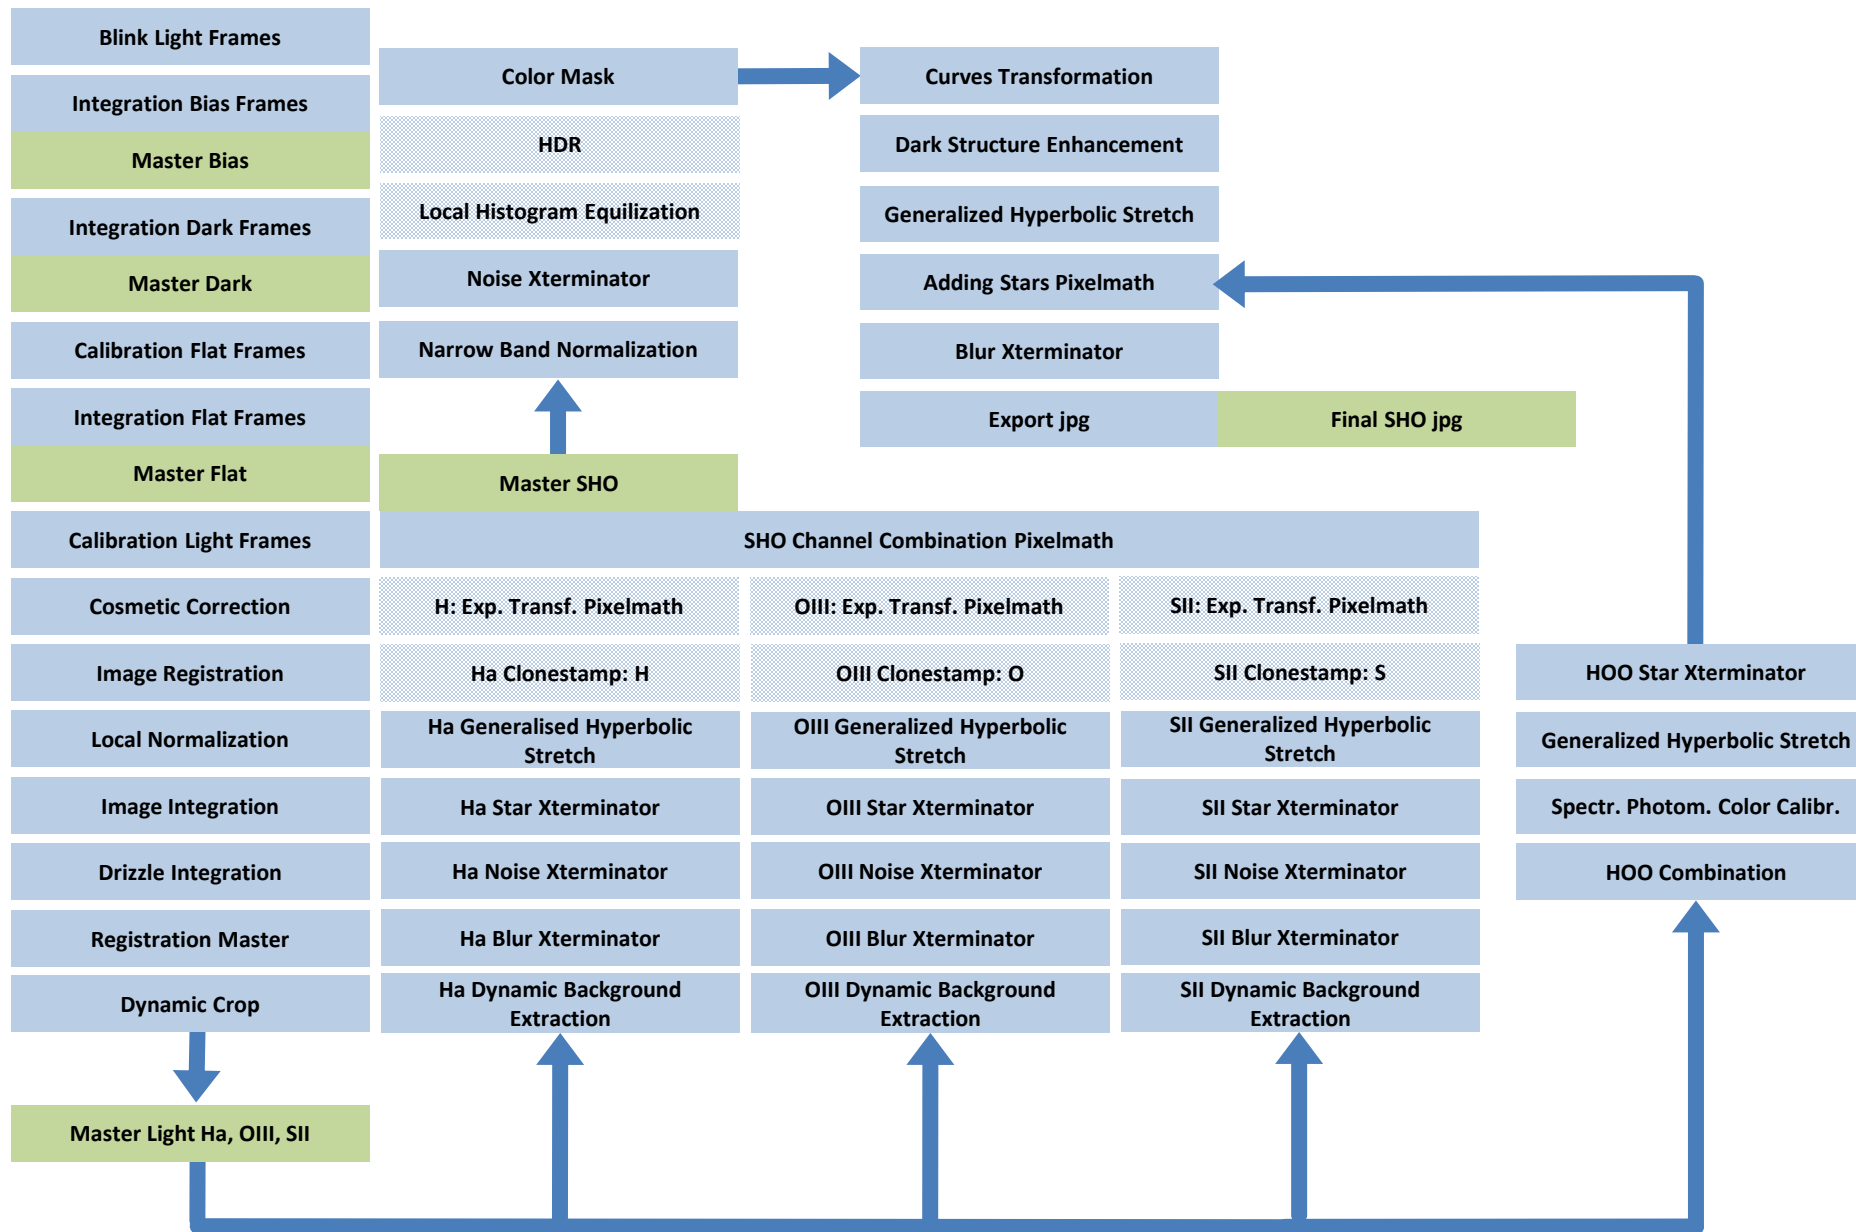 Blink Light Frames
Integration Bias Frames
Master Bias
Integration Dark Frames
Master Dark
Calibration Flat Frames
Integration Flat Frames
Master Flat
Calibration Light Frames
Cosmetic Correction
Image Registration
Local Normalization
Image Integration
Drizzle Integration
Registration Master
Dynamic Crop
Master Light Ha, OIII, SII
Color Mask
HDR
Local Histogram Equilization
Noise Xterminator
Narrow Band Normalization
Master SHO
SHO Channel Combination Pixelmath
H: Exp. Transf. Pixelmath
Ha Clonestamp: H
Ha Generalised Hyperbolic
Stretch
Ha Star Xterminator
Ha Noise Xterminator
Ha Blur Xterminator
Ha Dynamic Background
Extraction
OIII: Exp. Transf. Pixelmath
OIII Clonestamp: O
OIII Generalized Hyperbolic
Stretch
OIII Star Xterminator
OIII Noise Xterminator
OIII Blur Xterminator
OIII Dynamic Background
Extraction
SII: Exp. Transf. Pixelmath
SII Clonestamp: S
SII Generalized Hyperbolic
Stretch
SII Star Xterminator
SII Noise Xterminator
SII Blur Xterminator
SII Dynamic Background
Extraction
Curves Transformation
Dark Structure Enhancement
Generalized Hyperbolic Stretch
Adding Stars Pixelmath
Blur Xterminator
Export jpg
Final SHO jpg
HOO Star Xterminator
Generalized Hyperbolic Stretch
Spectr. Photom. Color Calibr.
HOO Combination